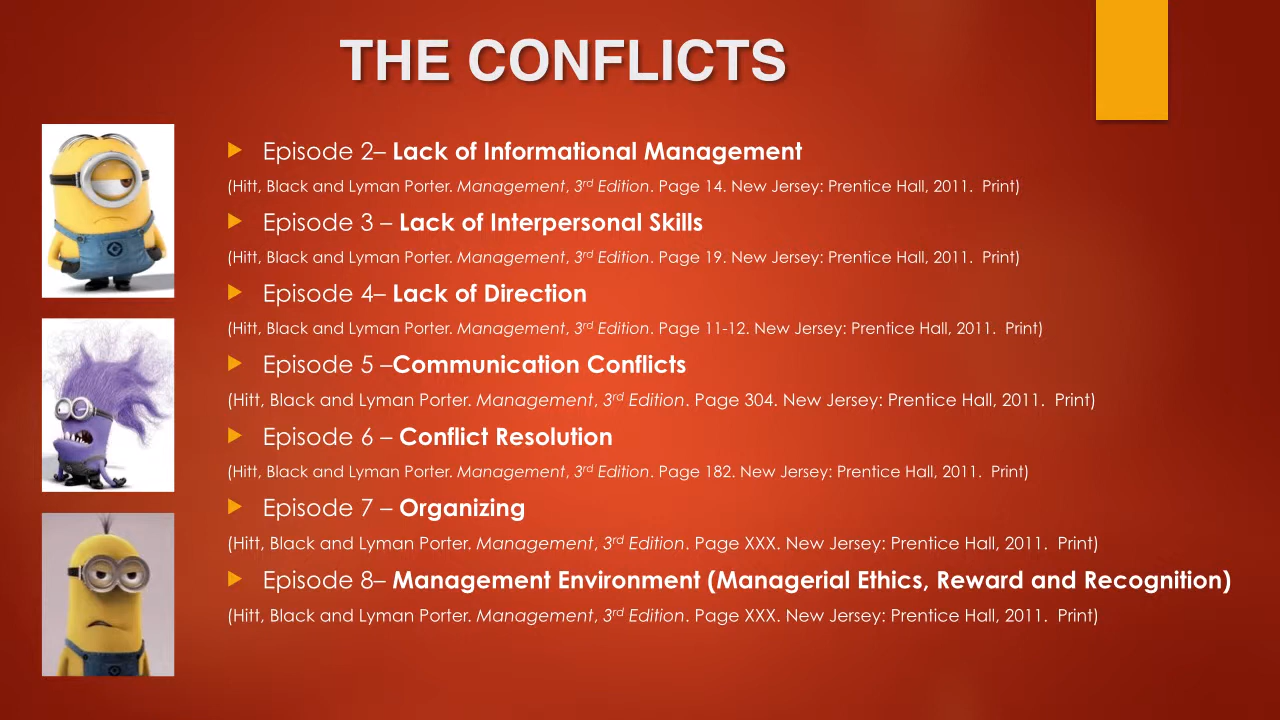 THE CONFLICTS
Episode 2– Lack of Informational Management
(Hitt, Black and Lyman Porter. Management, 3rd Edition. Page 14. New Jersey: Prentice Hall, 2011.  Print)
Episode 3 – Lack of Interpersonal Skills
(Hitt, Black and Lyman Porter. Management, 3rd Edition. Page 19. New Jersey: Prentice Hall, 2011.  Print)
Episode 4– Lack of Direction
(Hitt, Black and Lyman Porter. Management, 3rd Edition. Page 11-12. New Jersey: Prentice Hall, 2011.  Print)
Episode 5 –Communication Conflicts
(Hitt, Black and Lyman Porter. Management, 3rd Edition. Page 304. New Jersey: Prentice Hall, 2011.  Print)
Episode 6 – Conflict Resolution
(Hitt, Black and Lyman Porter. Management, 3rd Edition. Page 182. New Jersey: Prentice Hall, 2011.  Print)
Episode 7 – Organizing
(Hitt, Black and Lyman Porter. Management, 3rd Edition. Page XXX. New Jersey: Prentice Hall, 2011.  Print)
Episode 8– Management Environment (Managerial Ethics, Reward and Recognition)
(Hitt, Black and Lyman Porter. Management, 3rd Edition. Page XXX. New Jersey: Prentice Hall, 2011.  Print)